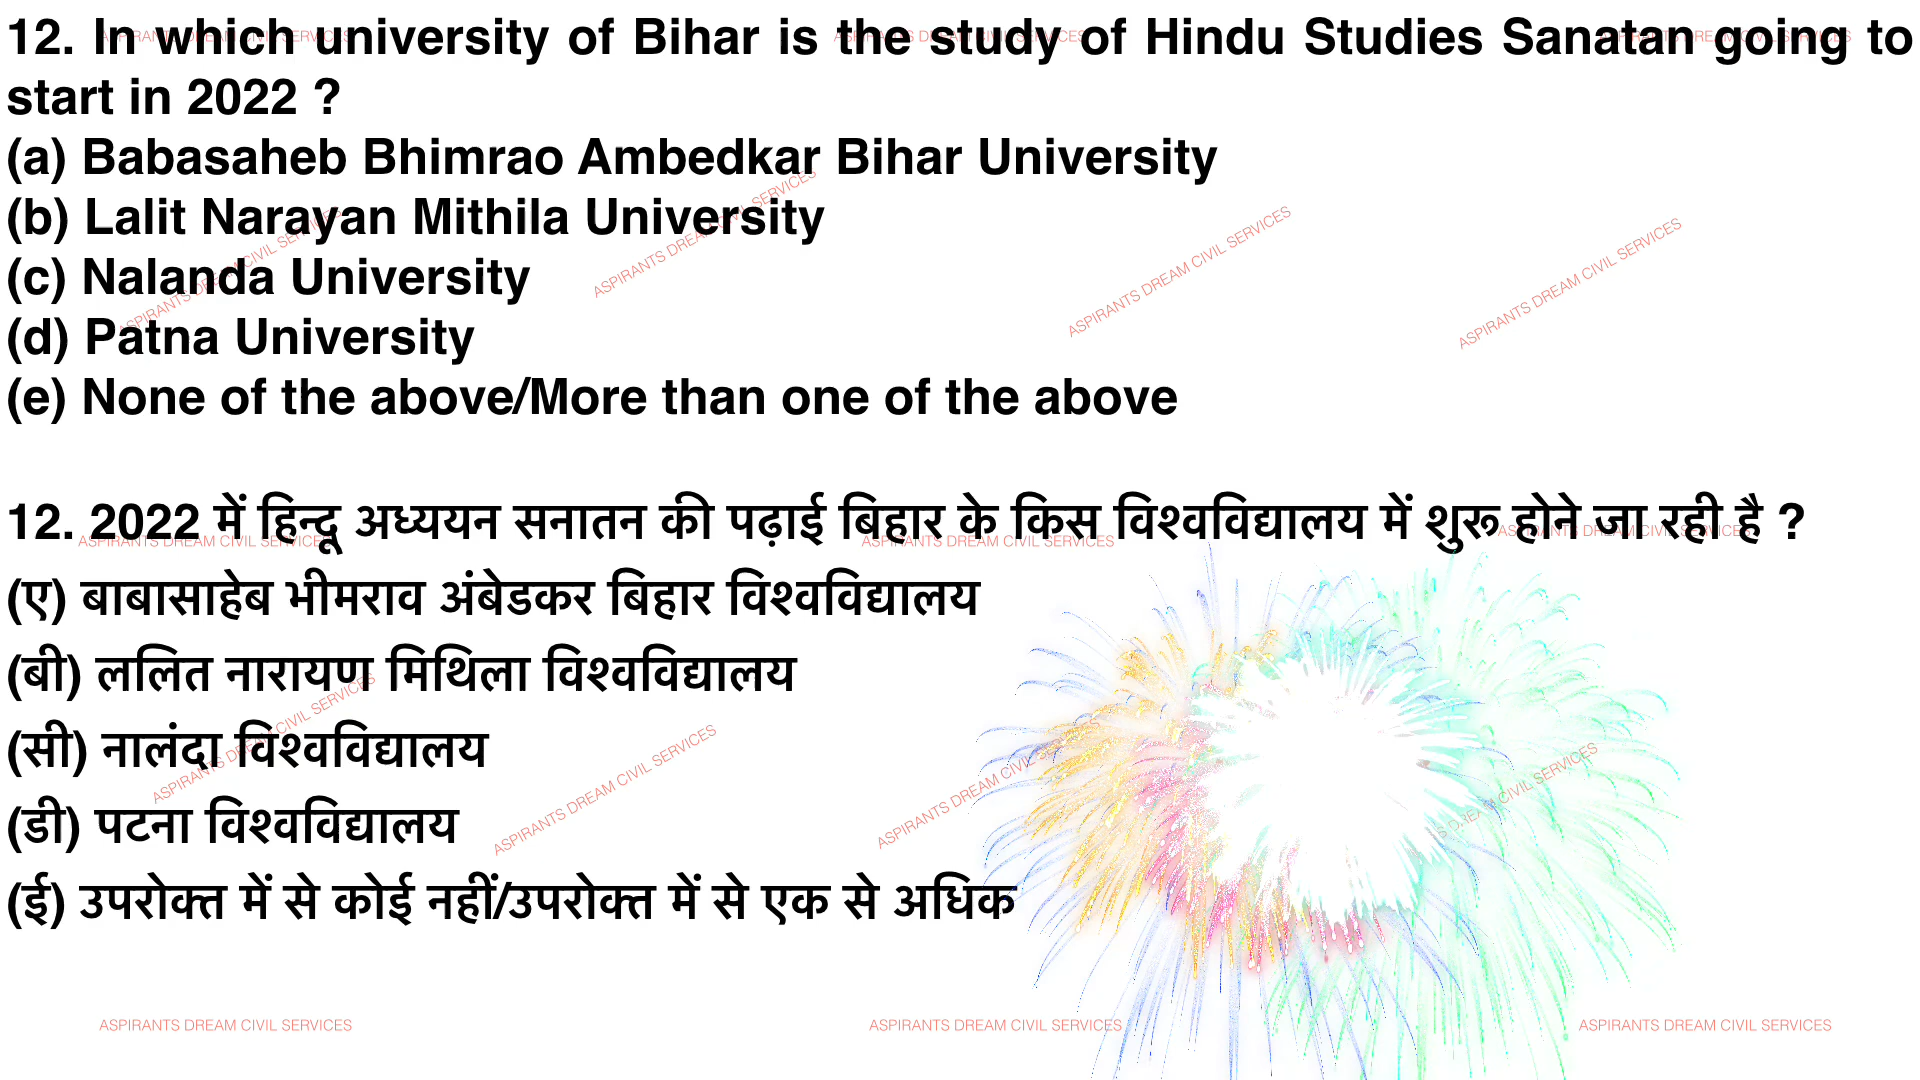 12. In which university of Bihar is the study of Hindu Studies Sanatan going to
start in 2022 ?
(a) Babasaheb Bhimrao Ambedkar Bihar University
(b) Lalit Narayan Mithila University
(c) Nalanda University
(d) Patna University
(e) None of the above/More than one of the above
12. 2022 में हिन्दू अध्ययन सनातन की पढ़ाई बिहार के किस विश्वविद्यालय में शुरू होने जा रही है ?
(ए) बाबासाहेब भीमराव अंबेडकर बिहार विश्वविद्यालय
(बी) ललित नारायण मिथिला विश्वविद्यालय
(सी) नालंदा विश्वविद्यालय
(डी) पटना विश्वविद्यालय
(ई) उपरोक्त में से कोई नहीं/उपरोक्त में से एक से अधिक
ASPIRANTS DREAM CIVIL SERVICES
ASPIRANTS DREAM CIVIL SERVICES
ASPIRANTS DREAM CIVIL SERVICES